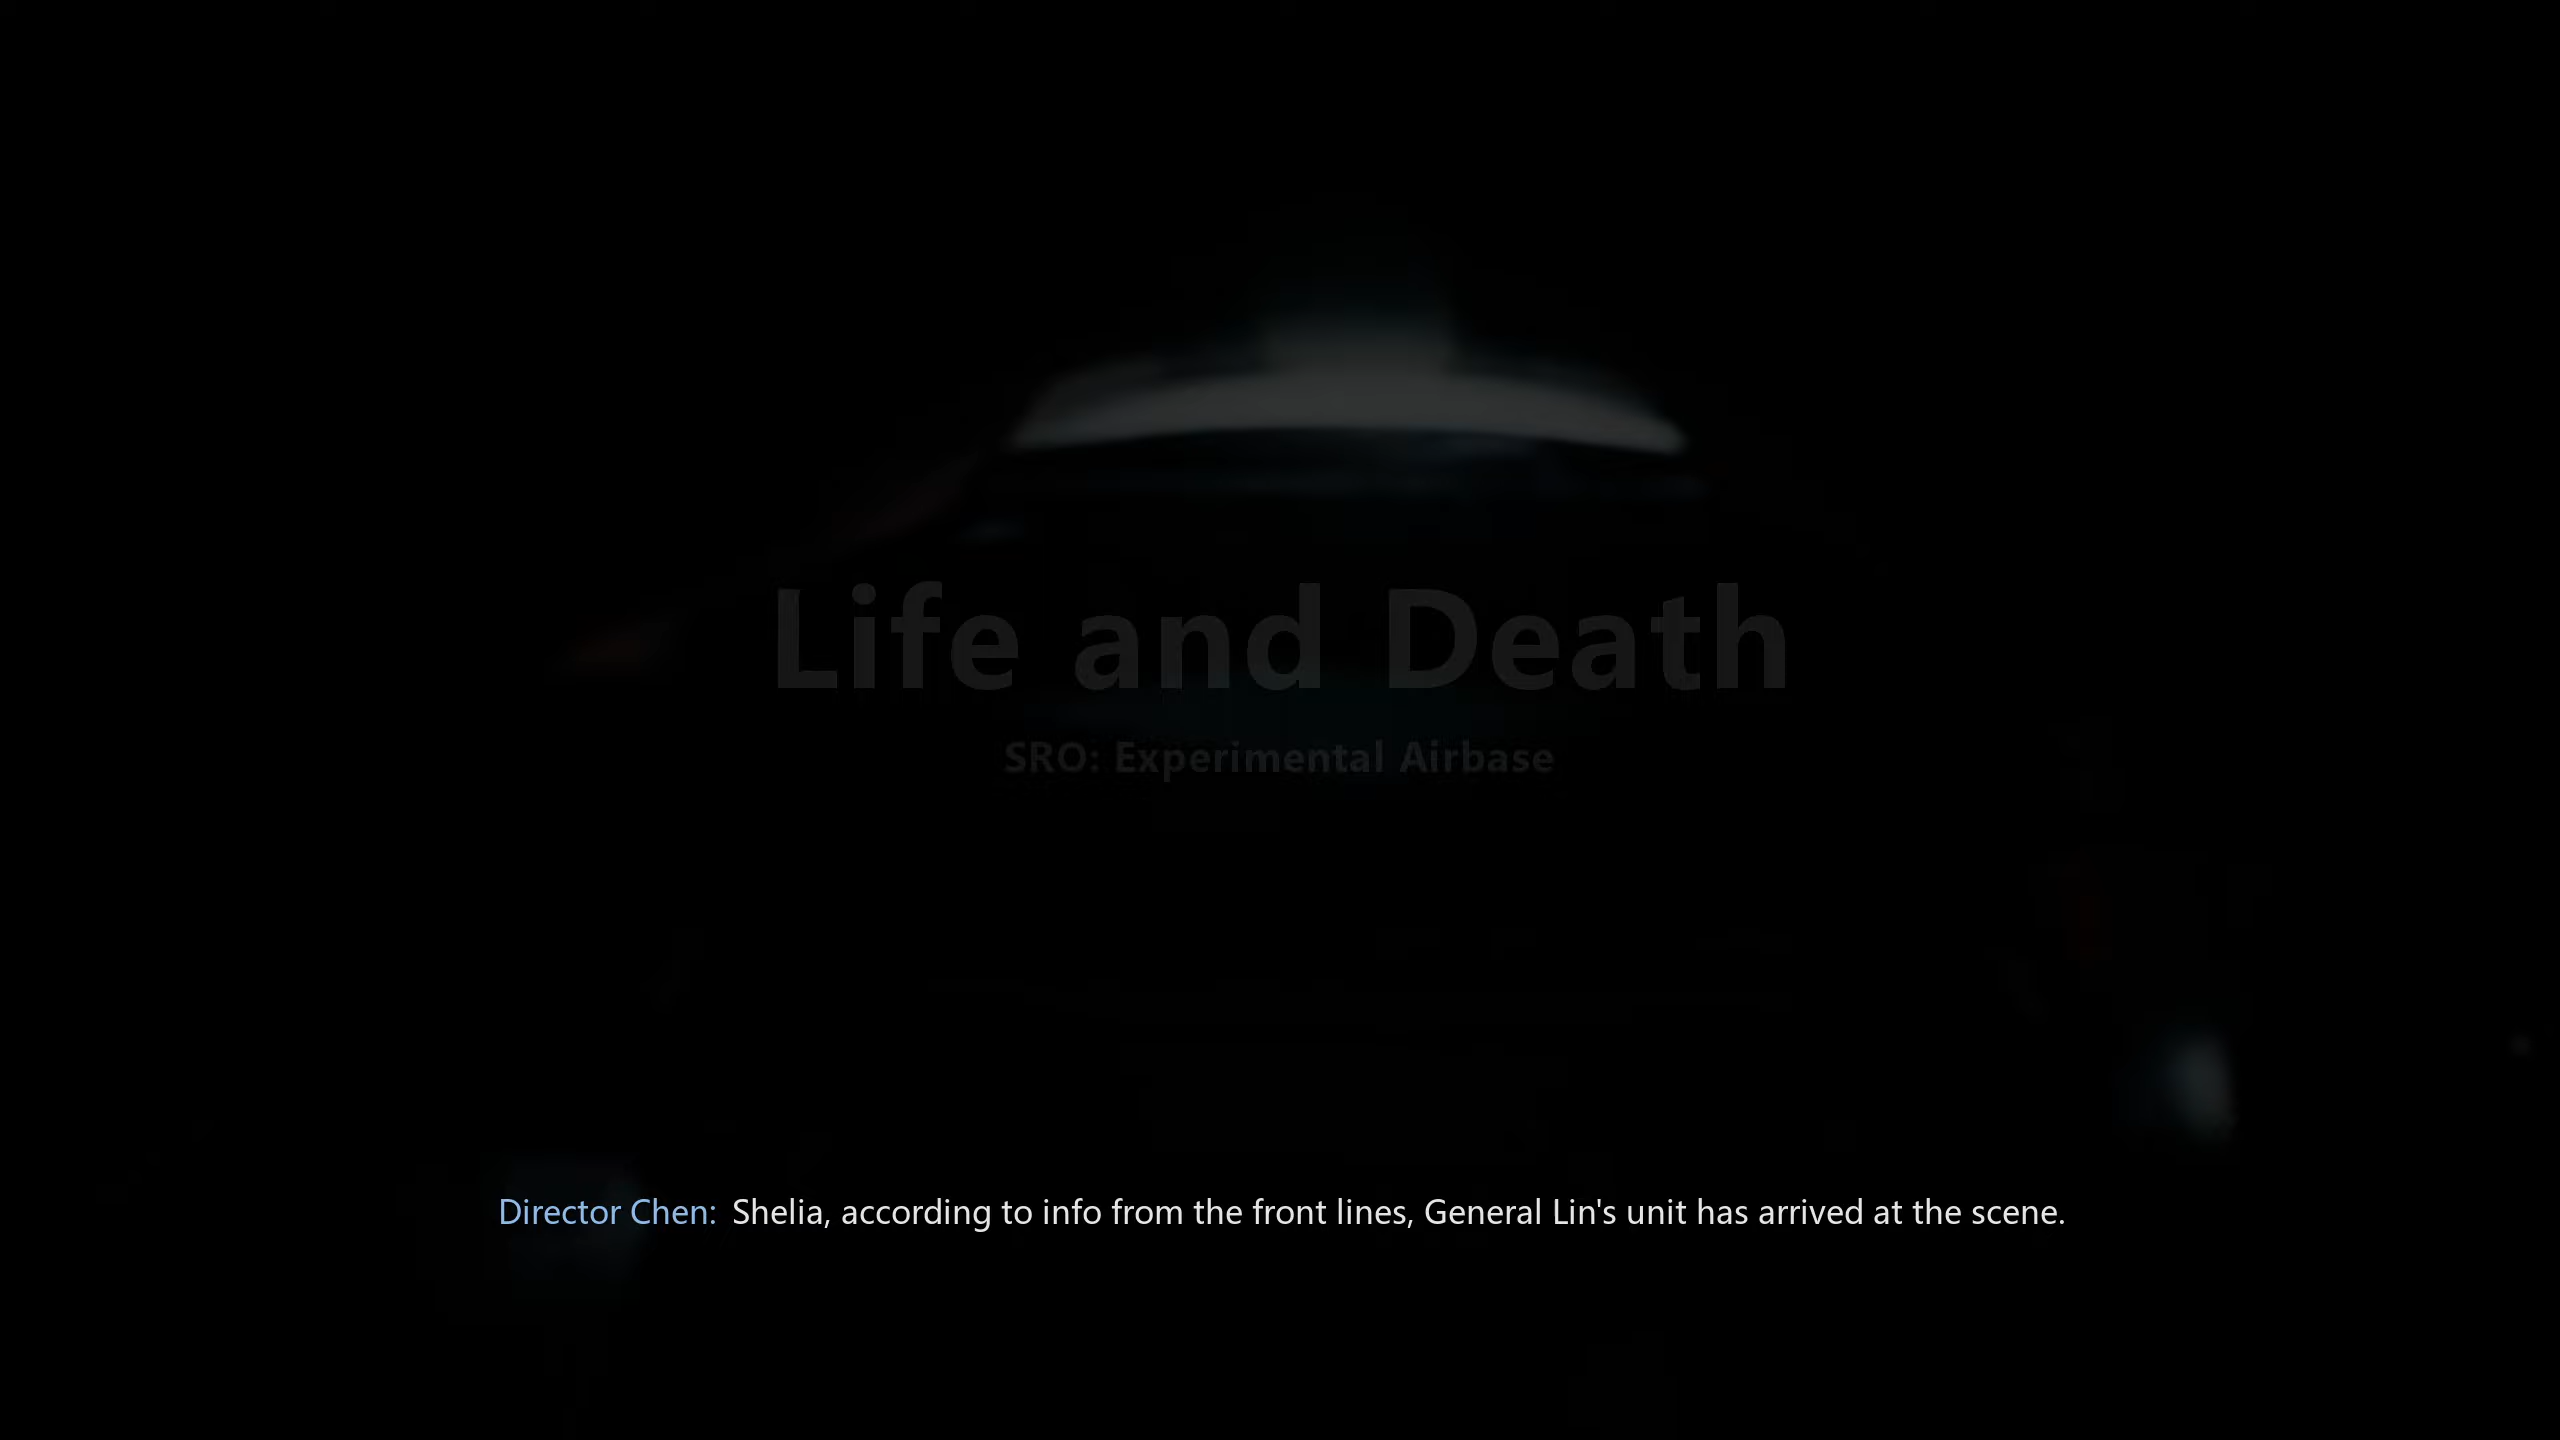 Life and Death
SRO: Experimental Airbase
Director Chen: Shelia, according to info from the front lines, General Lin's unit has arrived at the scene.